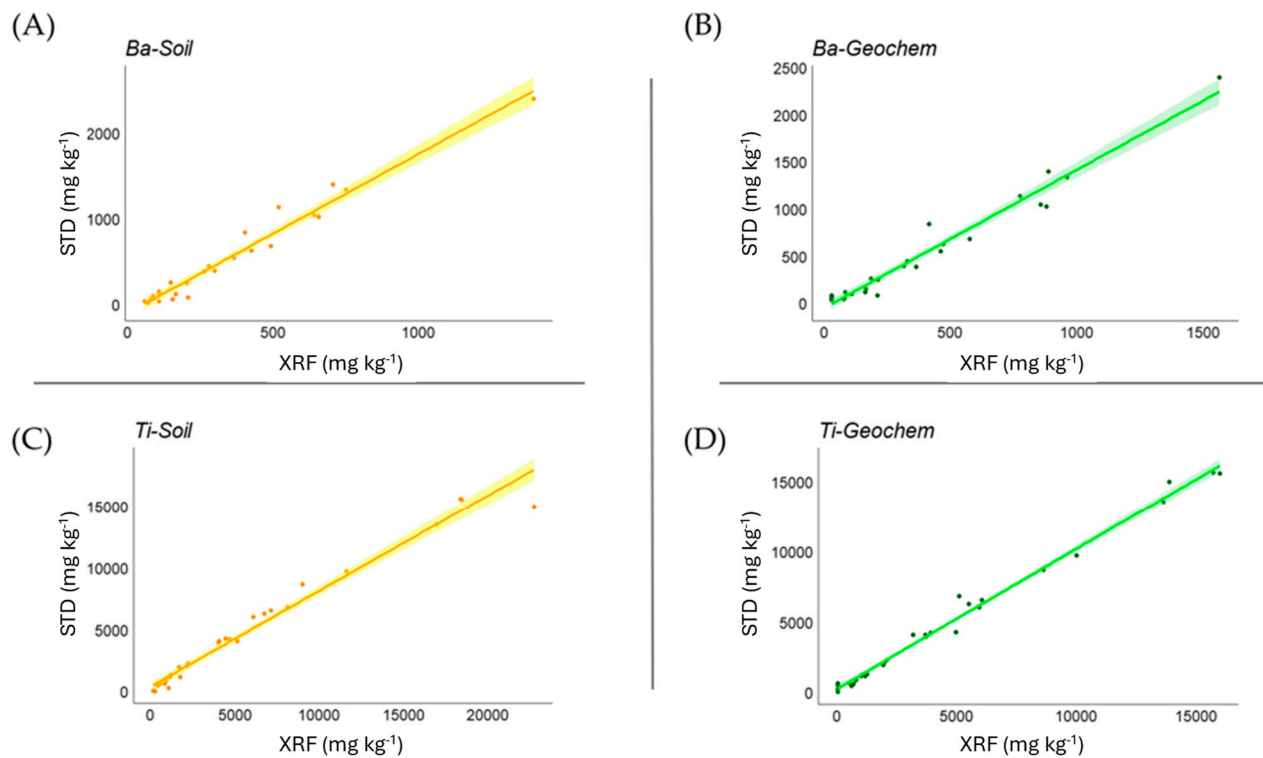 (A)
Ba-Soil
STD (mg kg⁻¹)
2000
1000
0
0 500 1000
XRF (mg kg⁻¹)
(B)
Ba-Geochem
STD (mg kg⁻¹)
2500
2000
1500
1000
500
0
0 500 1000 1500
XRF (mg kg⁻¹)
(C)
Ti-Soil
STD (mg kg⁻¹)
15000
10000
5000
0
0 5000 10000 15000 20000
XRF (mg kg⁻¹)
(D)
Ti-Geochem
STD (mg kg⁻¹)
15000
10000
5000
0
0 5000 10000 15000
XRF (mg kg⁻¹)